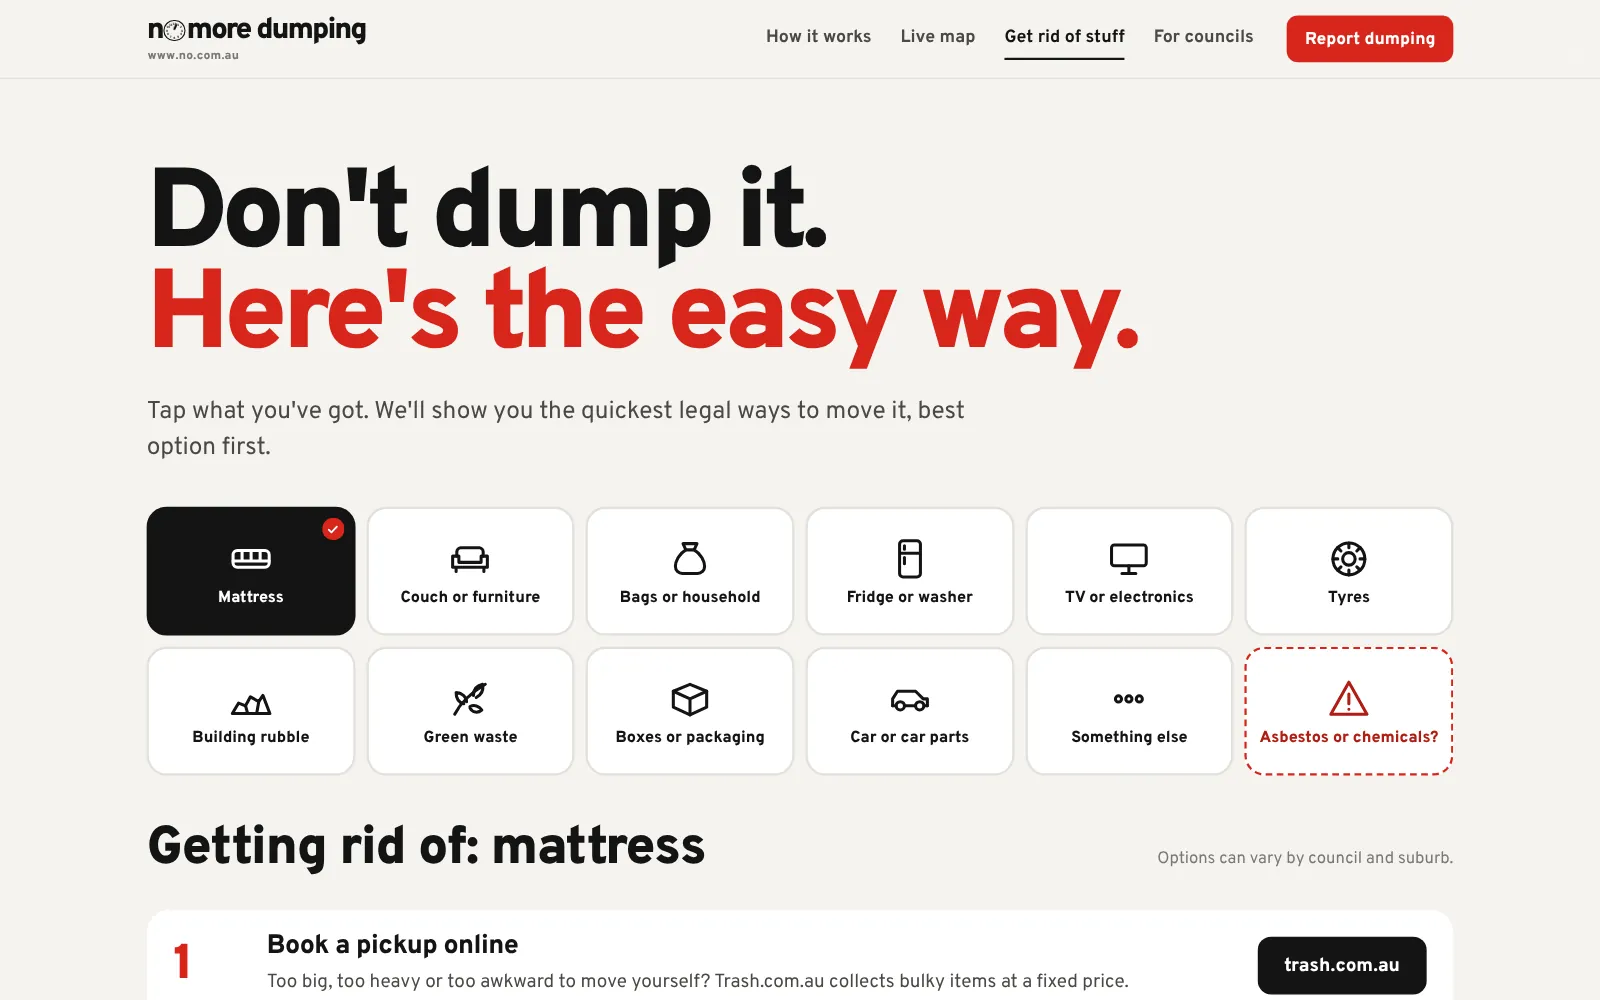 no more dumping
www.no.com.au
How it works
Live map
Get rid of stuff
For councils
Report dumping
Don't dump it.
Here's the easy way.
Tap what you've got. We'll show you the quickest legal ways to move it, best
option first.
Mattress
Couch or furniture
Bags or household
Fridge or washer
TV or electronics
Tyres
Building rubble
Green waste
Boxes or packaging
Car or car parts
Something else
Asbestos or chemicals?
Getting rid of: mattress
Options can vary by council and suburb.
1
Book a pickup online
Too big, too heavy or too awkward to move yourself? Trash.com.au collects bulky items at a fixed price.
trash.com.au